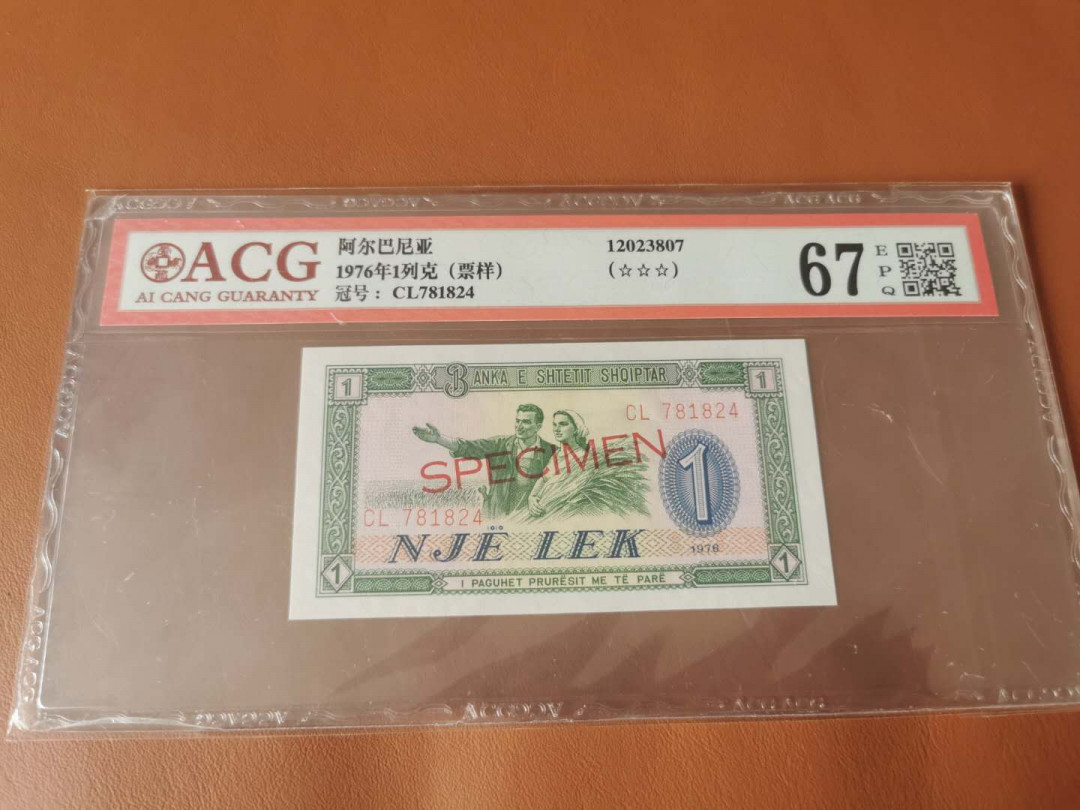 ACG
AI CANG GUARANTY
阿尔巴尼亚
1976年1列克（票样）
冠号： CL781824
12023807
(☆☆☆)
67
E
P
Q
1
BANKA E SHTETIT SHQIPTAR
1
CL 781824
SPECIMEN
1
CL 781824
NJË LEK
1976
1
I PAGUHET PRURËSIT ME TË PARË
1